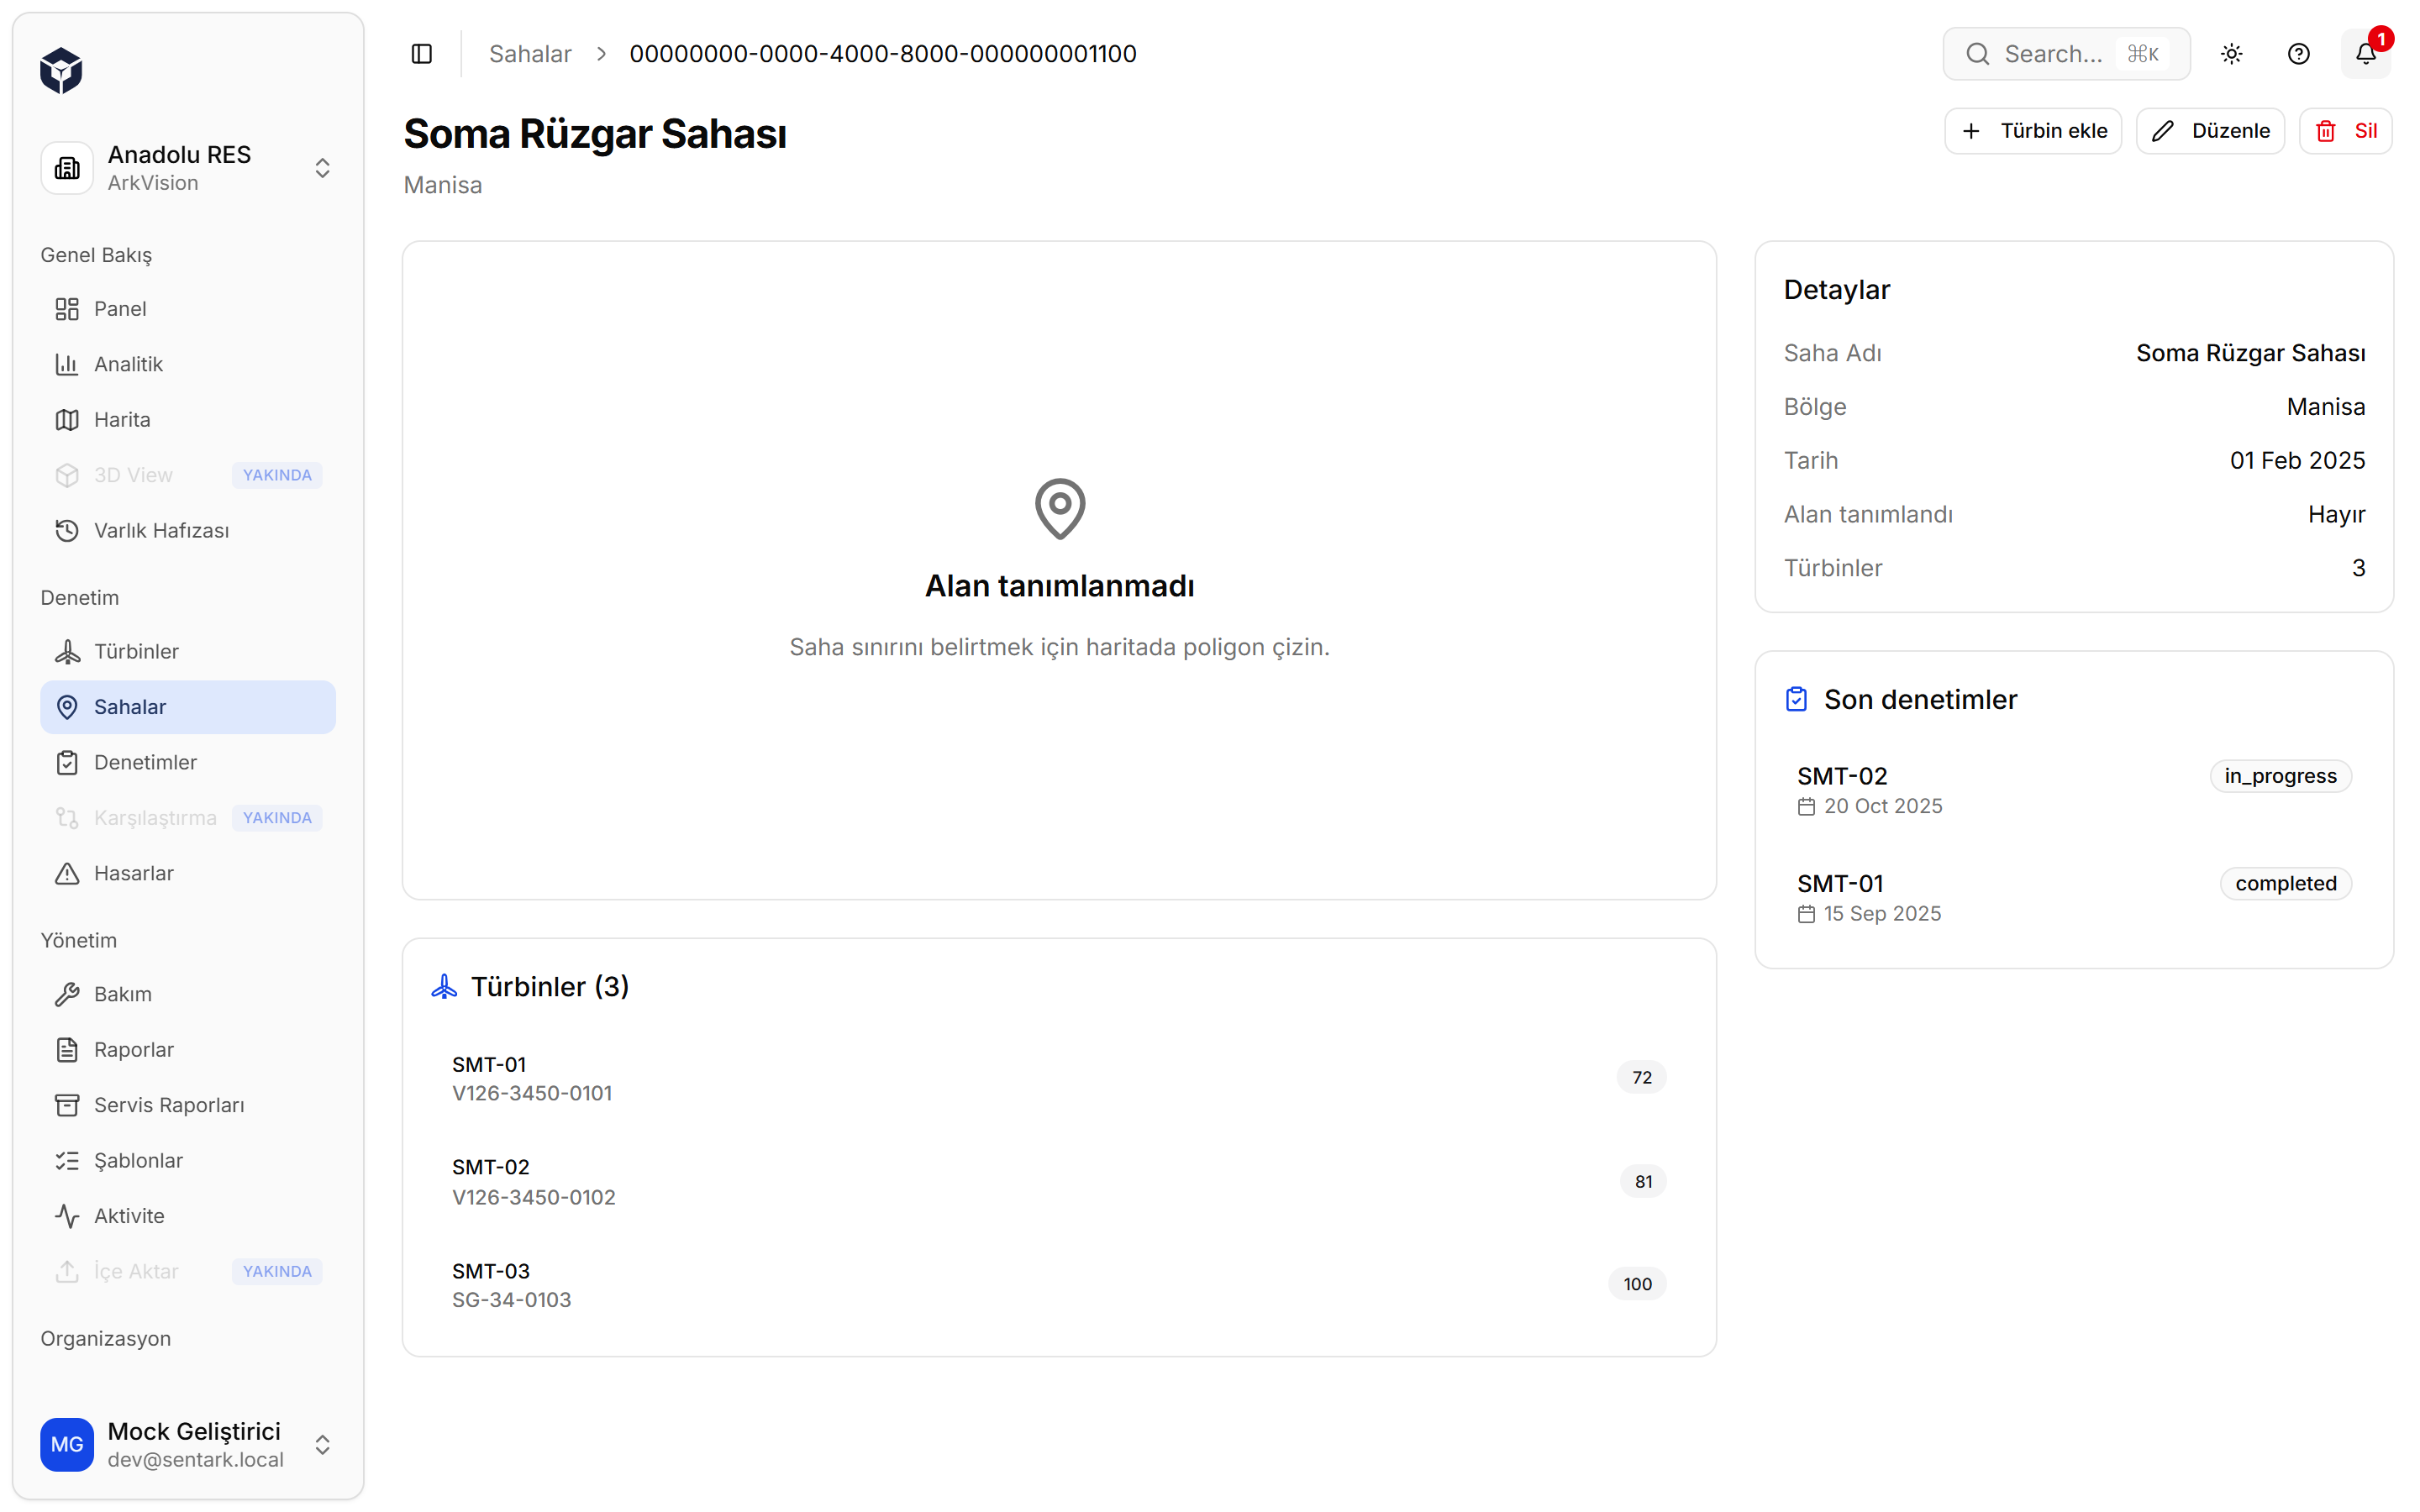 Anadolu RES
ArkVision
Genel Bakış
Panel
Analitik
Harita
3D View YAKINDA
Varlık Hafızası
Denetim
Türbinler
Sahalar
Denetimler
Karşılaştırma YAKINDA
Hasarlar
Yönetim
Bakım
Raporlar
Servis Raporları
Şablonlar
Aktivite
İçe Aktar YAKINDA
Organizasyon
MG
Mock Geliştirici
dev@sentark.local
Sahalar > 00000000-0000-4000-8000-000000001100
Search... ⌘K
1
Soma Rüzgar Sahası
Manisa
Türbin ekle
Düzenle
Sil
Alan tanımlanmadı
Saha sınırını belirtmek için haritada poligon çizin.
Türbinler (3)
SMT-01
V126-3450-0101
72
SMT-02
V126-3450-0102
81
SMT-03
SG-34-0103
100
Detaylar
Saha Adı Soma Rüzgar Sahası
Bölge Manisa
Tarih 01 Feb 2025
Alan tanımlandı Hayır
Türbinler 3
Son denetimler
SMT-02 in_progress
20 Oct 2025
SMT-01 completed
15 Sep 2025